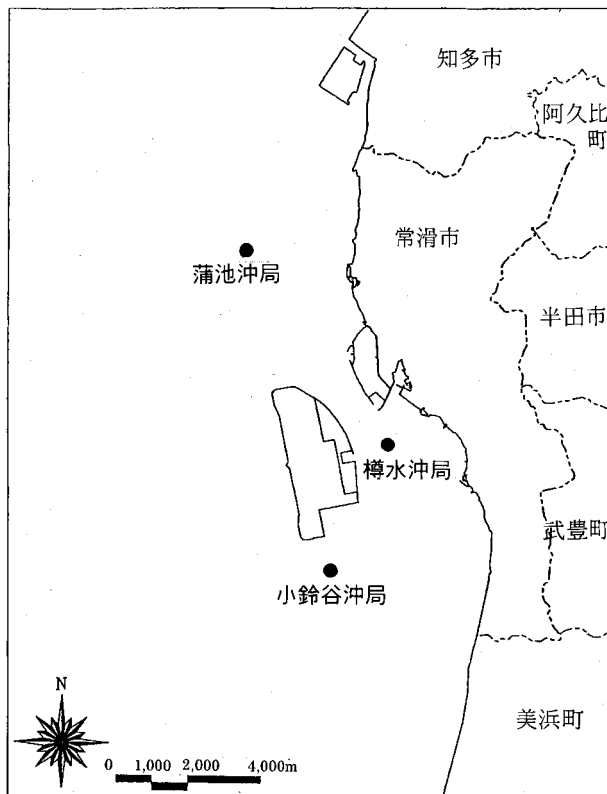 知多市
阿久比
町
常滑市
蒲池沖局
半田市
樽水沖局
武豊町
小鈴谷沖局
美浜町
N
0 1,000 2,000 4,000m